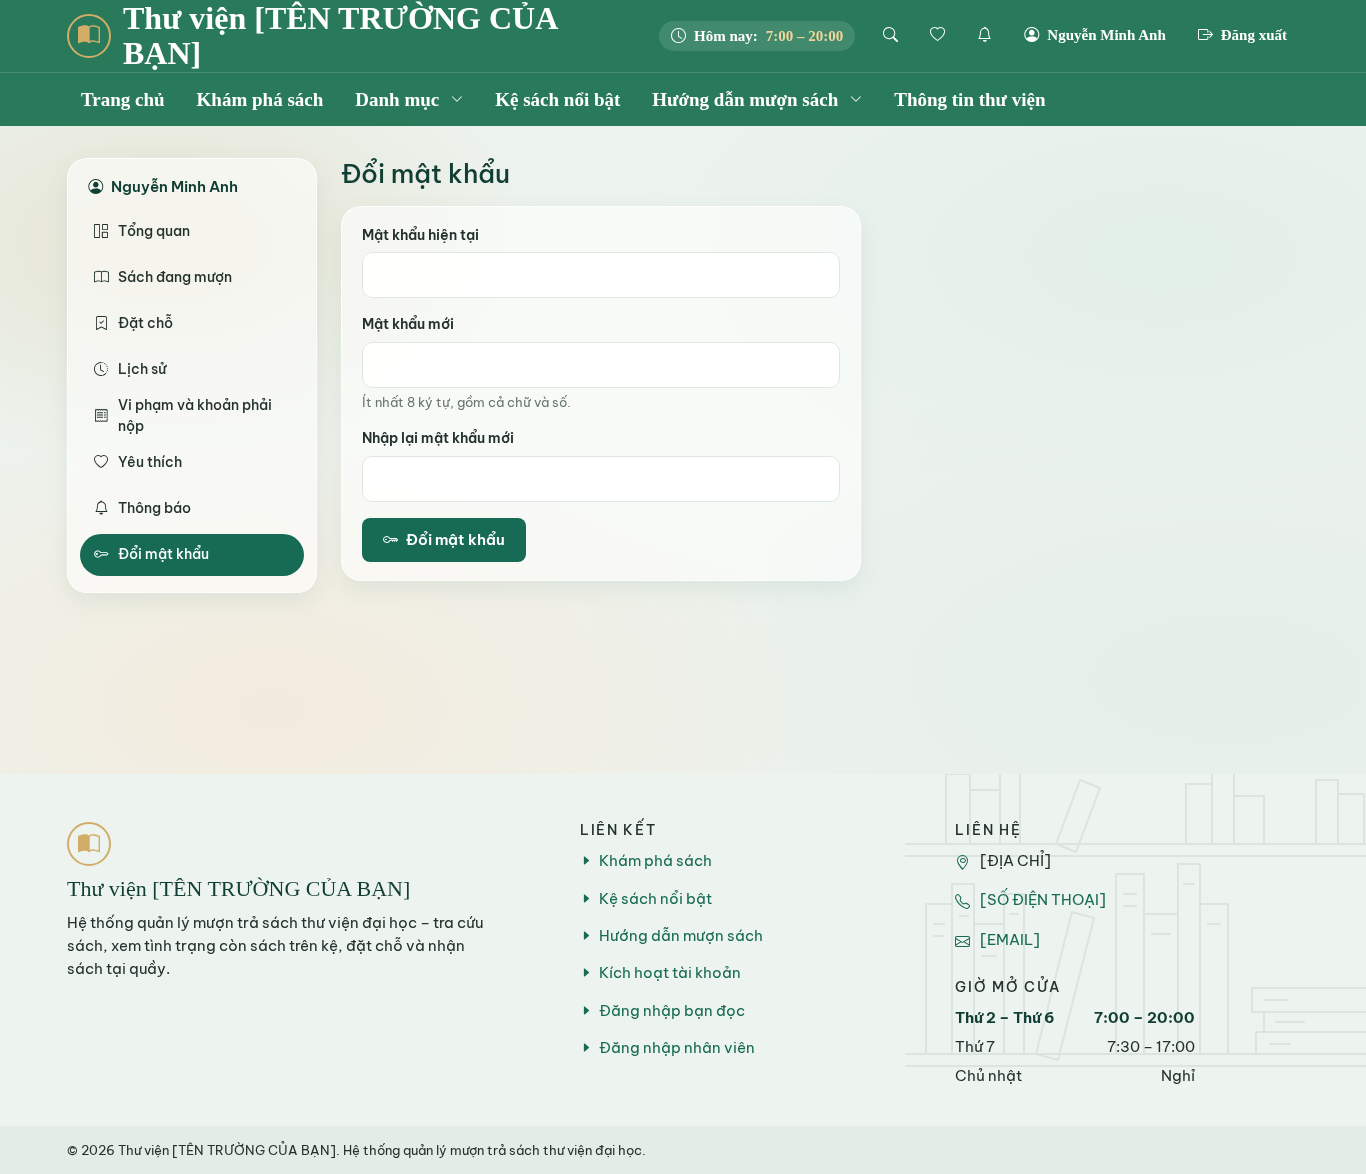 Thư viện [TÊN TRƯỜNG CỦA
BẠN]
Hôm nay: 7:00 – 20:00
Nguyễn Minh Anh
Đăng xuất
Trang chủ
Khám phá sách
Danh mục
Kệ sách nổi bật
Hướng dẫn mượn sách
Thông tin thư viện
Nguyễn Minh Anh
Tổng quan
Sách đang mượn
Đặt chỗ
Lịch sử
Vi phạm và khoản phải
nộp
Yêu thích
Thông báo
Đổi mật khẩu
Đổi mật khẩu
Mật khẩu hiện tại
Mật khẩu mới
Ít nhất 8 ký tự, gồm cả chữ và số.
Nhập lại mật khẩu mới
Đổi mật khẩu
Thư viện [TÊN TRƯỜNG CỦA BẠN]
Hệ thống quản lý mượn trả sách thư viện đại học – tra cứu
sách, xem tình trạng còn sách trên kệ, đặt chỗ và nhận
sách tại quầy.
LIÊN KẾT
Khám phá sách
Kệ sách nổi bật
Hướng dẫn mượn sách
Kích hoạt tài khoản
Đăng nhập bạn đọc
Đăng nhập nhân viên
LIÊN HỆ
[ĐỊA CHỈ]
[SỐ ĐIỆN THOẠI]
[EMAIL]
GIỜ MỞ CỬA
Thứ 2 – Thứ 6 7:00 – 20:00
Thứ 7 7:30 – 17:00
Chủ nhật Nghỉ
© 2026 Thư viện [TÊN TRƯỜNG CỦA BẠN]. Hệ thống quản lý mượn trả sách thư viện đại học.